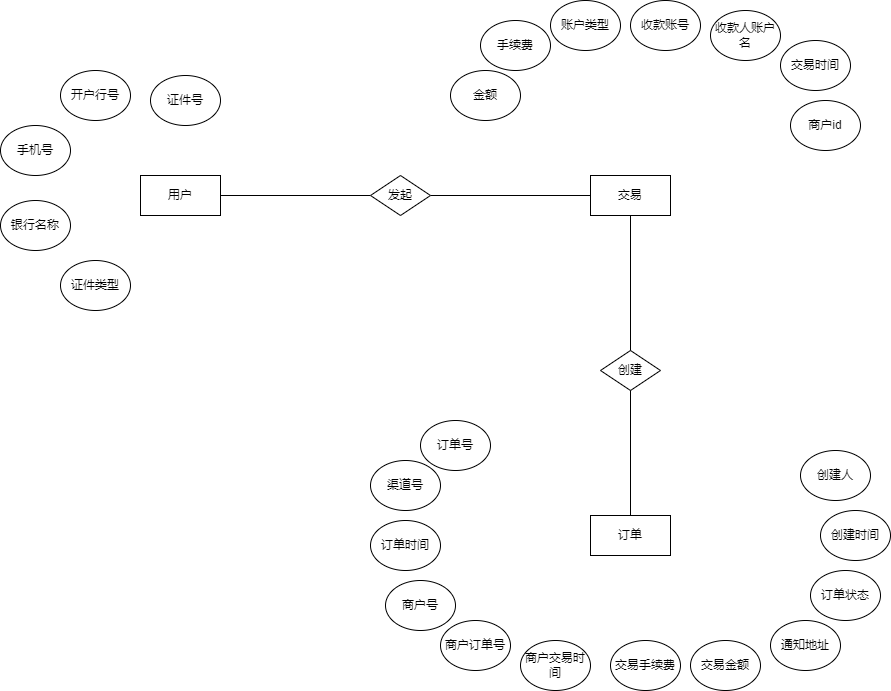 账户类型
收款账号
收款人账户
名
手续费
交易时间
金额
开户行号
证件号
商户id
手机号
用户
发起
交易
银行名称
证件类型
创建
订单号
创建人
渠道号
订单
创建时间
订单时间
订单状态
商户号
商户订单号
通知地址
商户交易时
间
交易手续费
交易金额